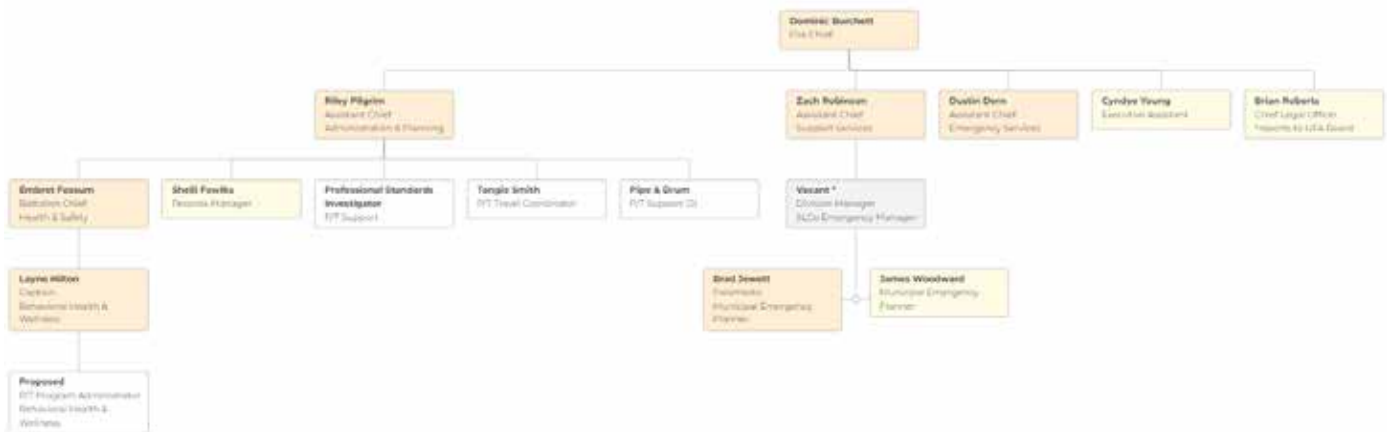 Dominic Burchett
Fire Chief
Riley Pilgrim
Assistant Chief
Administration & Planning
Zach Robinson
Assistant Chief
Support Services
Dustin Dern
Assistant Chief
Emergency Services
Cyndee Young
Executive Assistant
Brian Roberts
Chief Legal Officer
Reports to UFA Board
Embret Fossum
Battalion Chief
Health & Safety
Shelli Fowlks
Records Manager
Professional Standards
Investigator
P/T Support
Smith
P/T Travel Coordinator
Pipe & Drum
P/T Support
Vacant *
Division Manager
SLCo Emergency Manager
Layne Hilton
Captain
Behavioral Health &
Wellness
Brad Jewett
Paramedic
Municipal Emergency
Planner
James Woodward
Municipal Emergency
Planner
Proposed
P/T Program Administrator
Behavioral Health &
Wellness